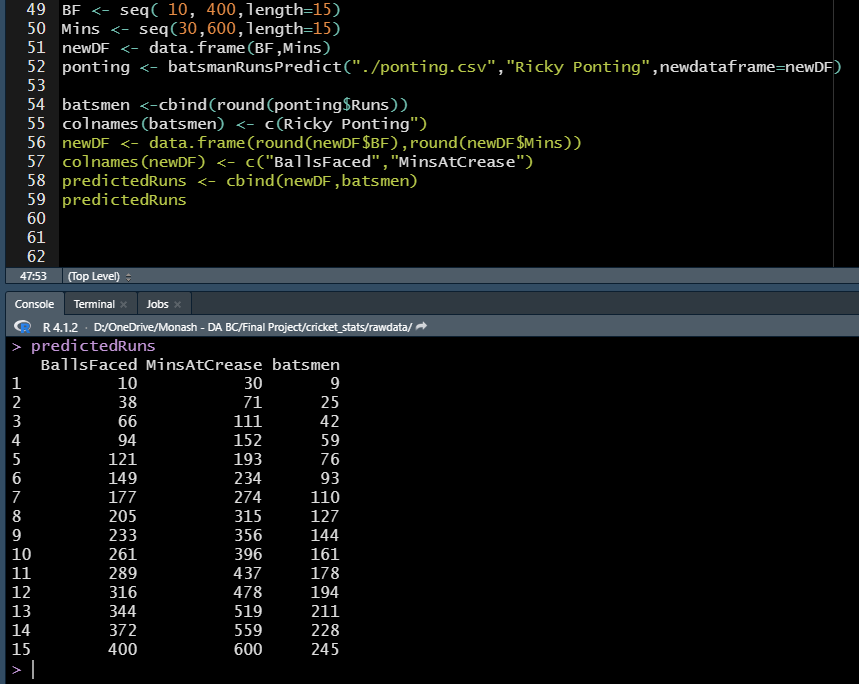 49 BF <- seq( 10, 400,length=15)
50 Mins <- seq(30,600,length=15)
51 newDF <- data.frame(BF,Mins)
52 ponting <- batsmanRunsPredict("./ponting.csv","Ricky Ponting",newdataframe=newDF)
53
54 batsmen <-cbind(round(ponting$Runs))
55 colnames(batsmen) <- c(Ricky Ponting")
56 newDF <- data.frame(round(newDF$BF),round(newDF$Mins))
57 colnames(newDF) <- c("BallsFaced","MinsAtCrease")
58 predictedRuns <- cbind(newDF,batsmen)
59 predictedRuns
60
61
62
47:53 (Top Level)
Console Terminal × Jobs ×
R 4.1.2 · D:/OneDrive/Monash - DA BC/Final Project/cricket_stats/rawdata/
> predictedRuns
BallsFaced MinsAtCrease batsmen
1 10 30 9
2 38 71 25
3 66 111 42
4 94 152 59
5 121 193 76
6 149 234 93
7 177 274 110
8 205 315 127
9 233 356 144
10 261 396 161
11 289 437 178
12 316 478 194
13 344 519 211
14 372 559 228
15 400 600 245
>